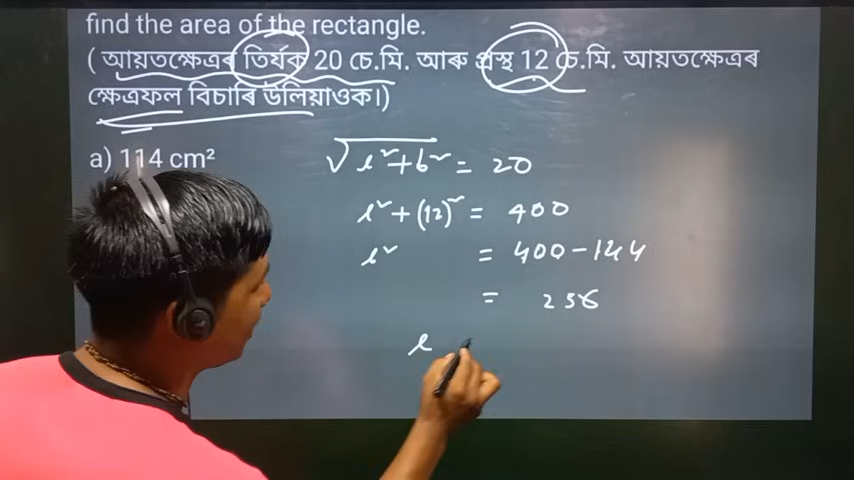 find the area of the rectangle.
( আয়তক্ষেত্ৰৰ তিৰ্যক 20 চে.মি. আৰু প্ৰস্থ 12 চে.মি. আয়তক্ষেত্ৰৰ
ক্ষেত্ৰফল বিচাৰি উলিয়াওক।)
a) 114 cm²
√(l²+b²) = 20
l² + (12)² = 400
l² = 400 - 144
= 256
l